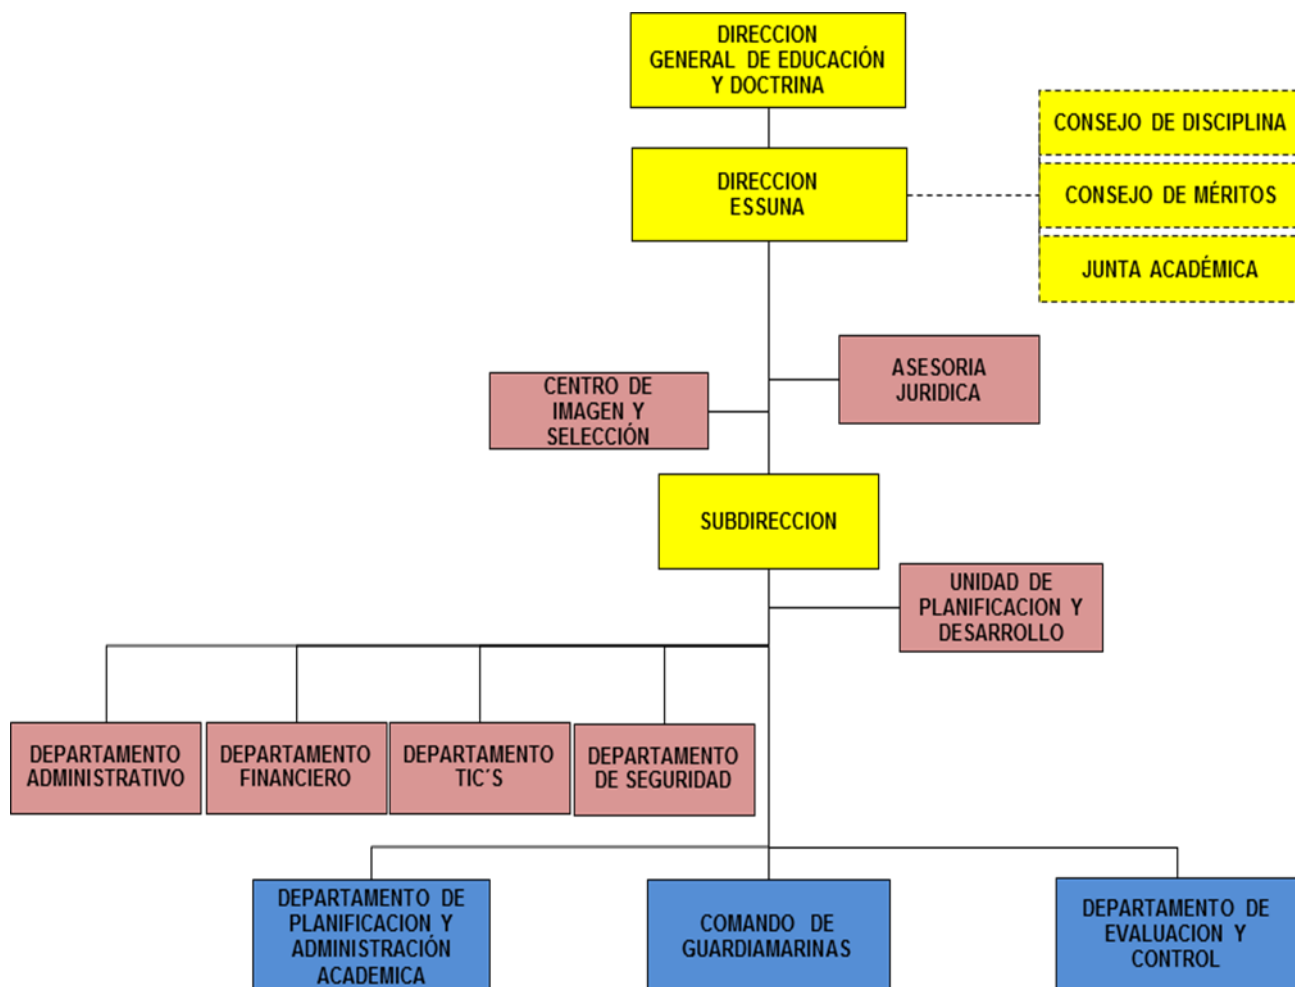 DIRECCION
GENERAL DE EDUCACIÓN
Y DOCTRINA
CONSEJO DE DISCIPLINA
DIRECCION
ESSUNA
CONSEJO DE MÉRITOS
JUNTA ACADÉMICA
ASESORIA
JURIDICA
CENTRO DE
IMAGEN Y
SELECCIÓN
SUBDIRECCION
UNIDAD DE
PLANIFICACION Y
DESARROLLO
DEPARTAMENTO
ADMINISTRATIVO
DEPARTAMENTO
FINANCIERO
DEPARTAMENTO
TIC´S
DEPARTAMENTO
DE SEGURIDAD
DEPARTAMENTO DE
PLANIFICACION Y
ADMINISTRACIÓN
ACADEMICA
COMANDO DE
GUARDIAMARINAS
DEPARTAMENTO DE
EVALUACION Y
CONTROL